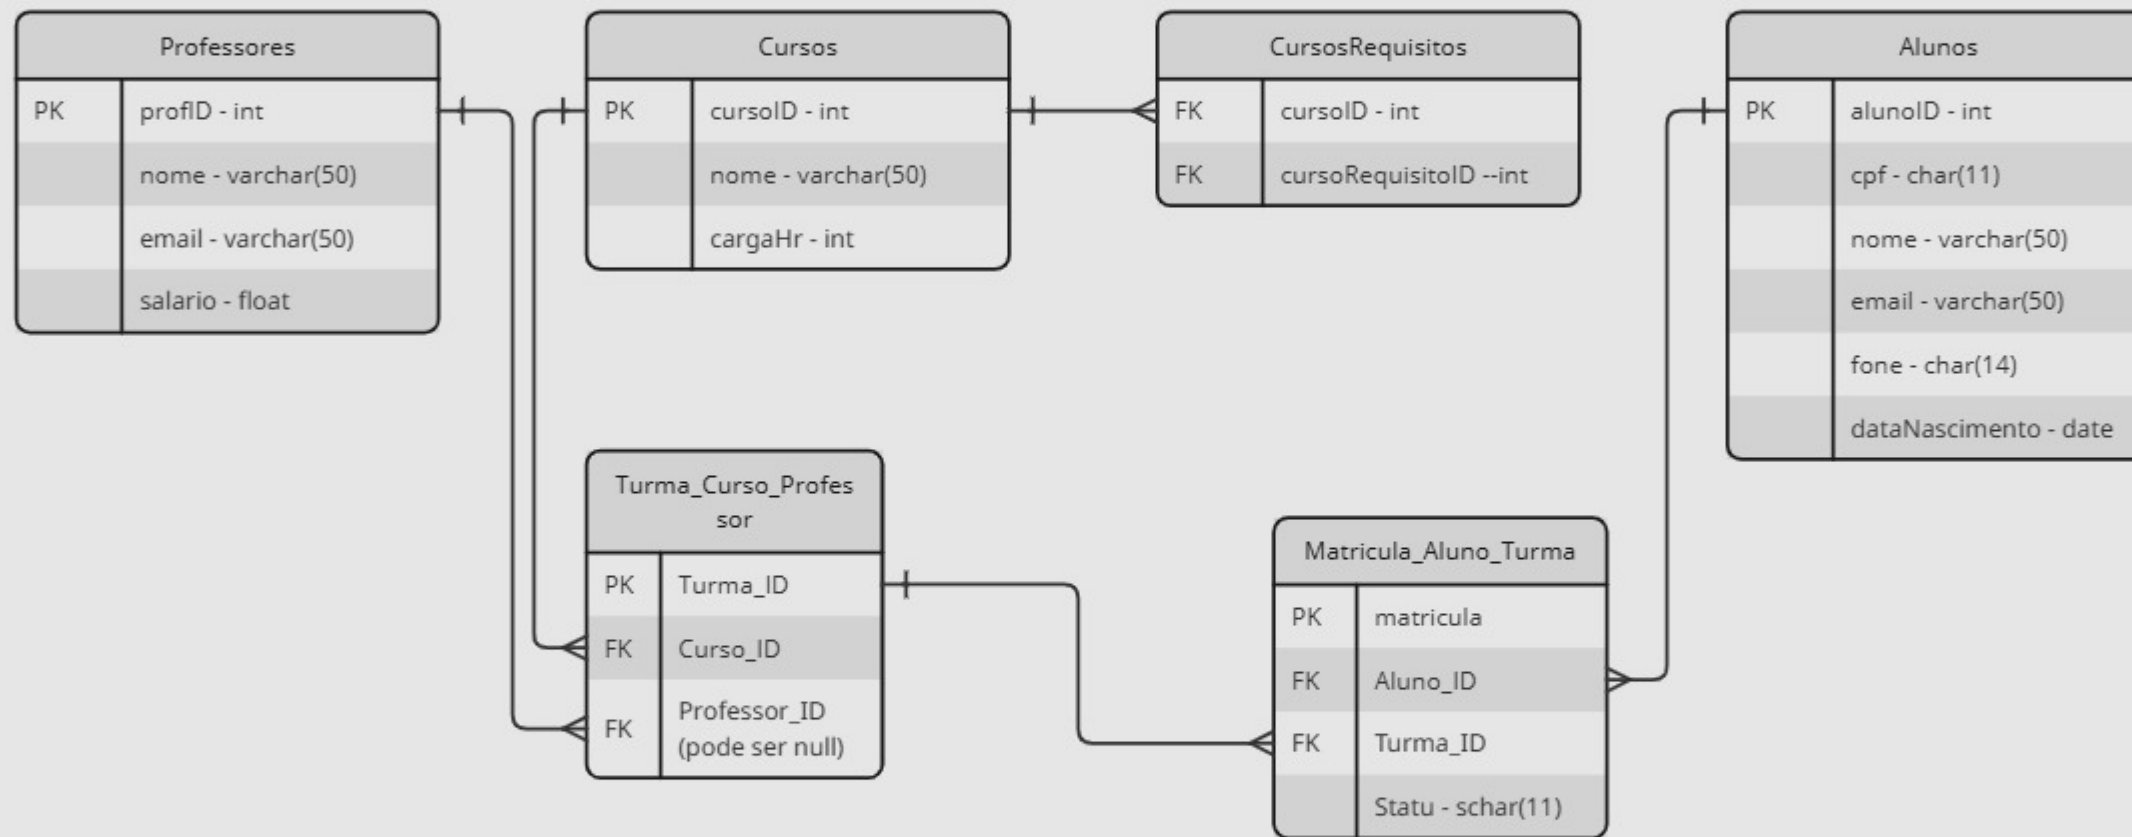 Professores
PK profID - int
nome - varchar(50)
email - varchar(50)
salario - float
Cursos
PK cursoID - int
nome - varchar(50)
cargaHr - int
CursosRequisitos
FK cursoID - int
FK cursoRequisitoID --int
Alunos
PK alunoID - int
cpf - char(11)
nome - varchar(50)
email - varchar(50)
fone - char(14)
dataNascimento - date
Turma_Curso_Profes
sor
PK Turma_ID
FK Curso_ID
FK Professor_ID
(pode ser null)
Matricula_Aluno_Turma
PK matricula
FK Aluno_ID
FK Turma_ID
Statu - schar(11)